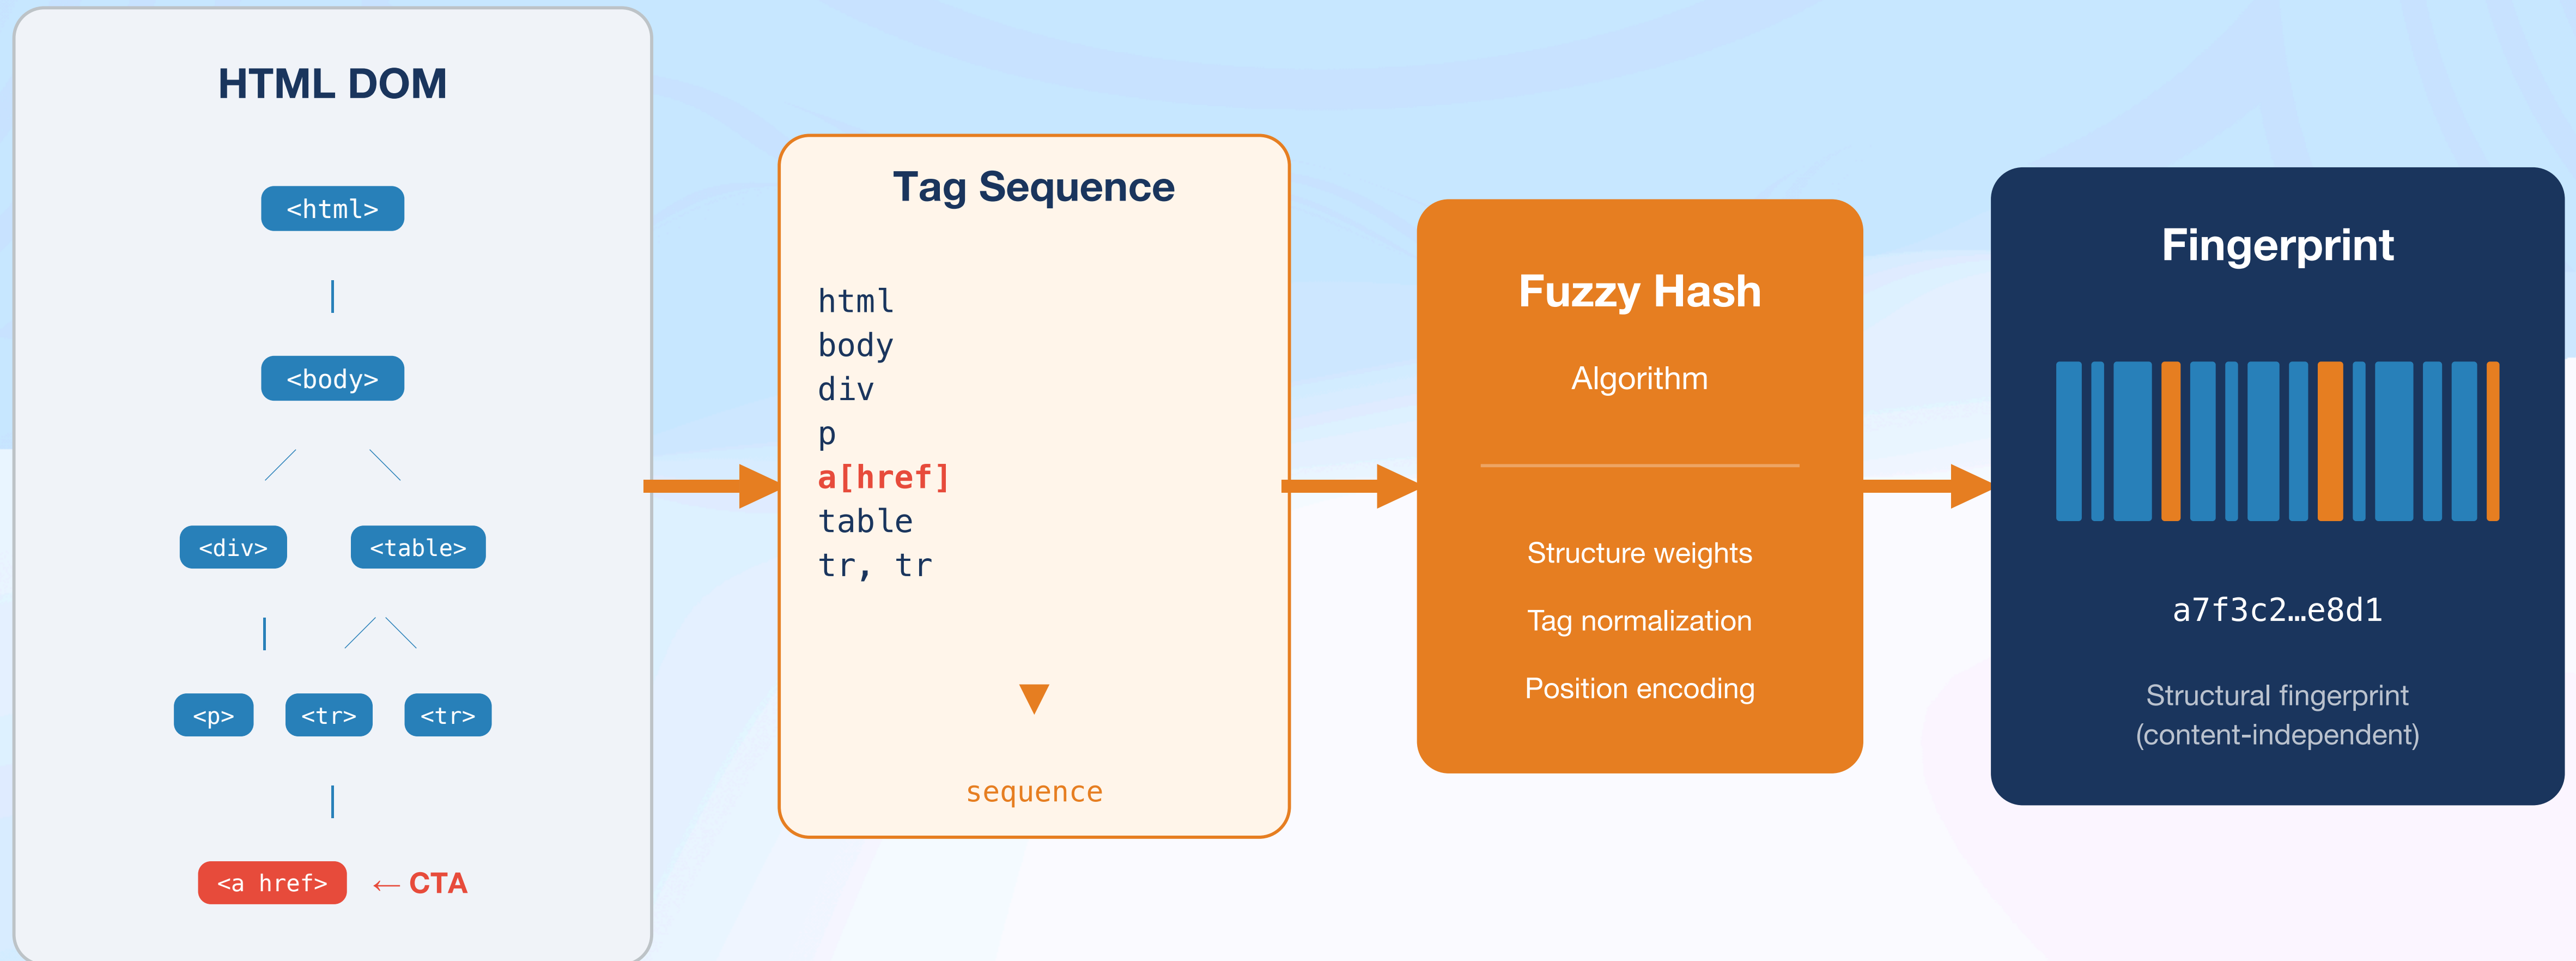 HTML DOM
<html>
<body>
<div> <table>
<p> <tr> <tr>
<a href> ← CTA
Tag Sequence
html
body
div
p
a[href]
table
tr, tr
▼
sequence
Fuzzy Hash
Algorithm
Structure weights
Tag normalization
Position encoding
Fingerprint
a7f3c2…e8d1
Structural fingerprint
(content-independent)